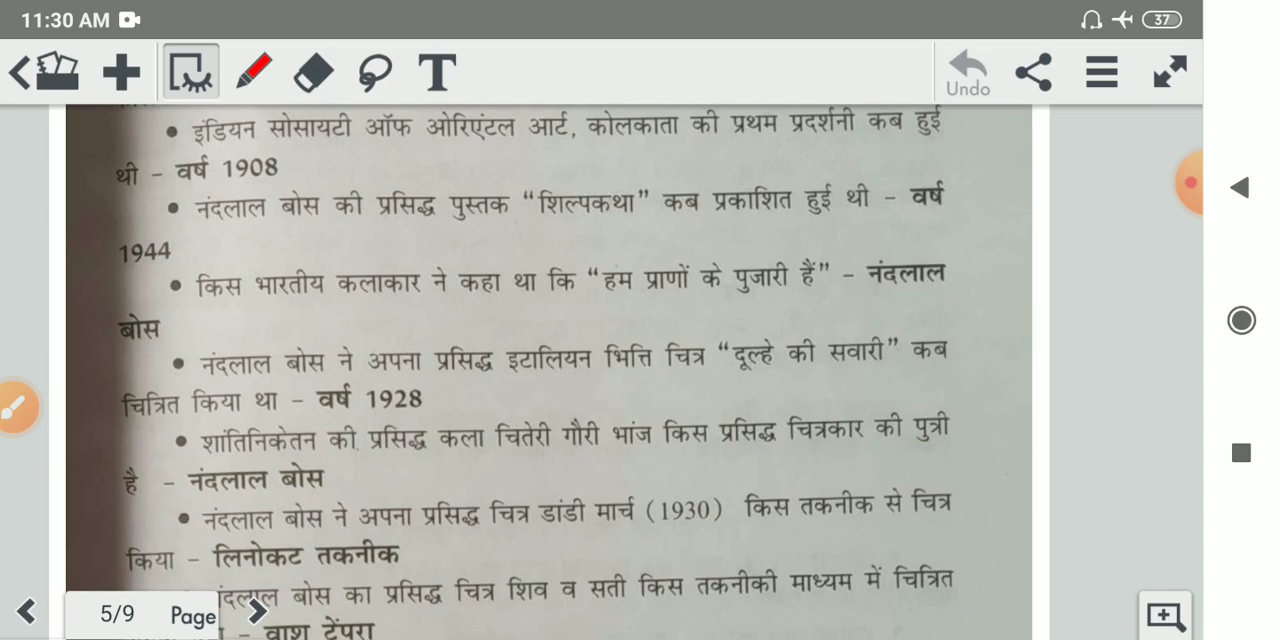 11:30 AM
37
T
Undo
• इंडियन सोसायटी ऑफ ओरिएंटल आर्ट, कोलकाता की प्रथम प्रदर्शनी कब हुई
थी - वर्ष 1908
• नंदलाल बोस की प्रसिद्ध पुस्तक “शिल्पकथा” कब प्रकाशित हुई थी - वर्ष
1944
• किस भारतीय कलाकार ने कहा था कि “हम प्राणों के पुजारी हैं” - नंदलाल
बोस
• नंदलाल बोस ने अपना प्रसिद्ध इटालियन भित्ति चित्र “दूल्हे की सवारी” कब
चित्रित किया था - वर्ष 1928
• शांतिनिकेतन की प्रसिद्ध कला चितेरी गौरी भांज किस प्रसिद्ध चित्रकार की पुत्री
है - नंदलाल बोस
• नंदलाल बोस ने अपना प्रसिद्ध चित्र डांडी मार्च (1930) किस तकनीक से चित्र
किया - लिनोकट तकनीक
बोस का प्रसिद्ध चित्र शिव व सती किस तकनीकी माध्यम में चित्रित
- वाश टेंपरा
5/9 Page